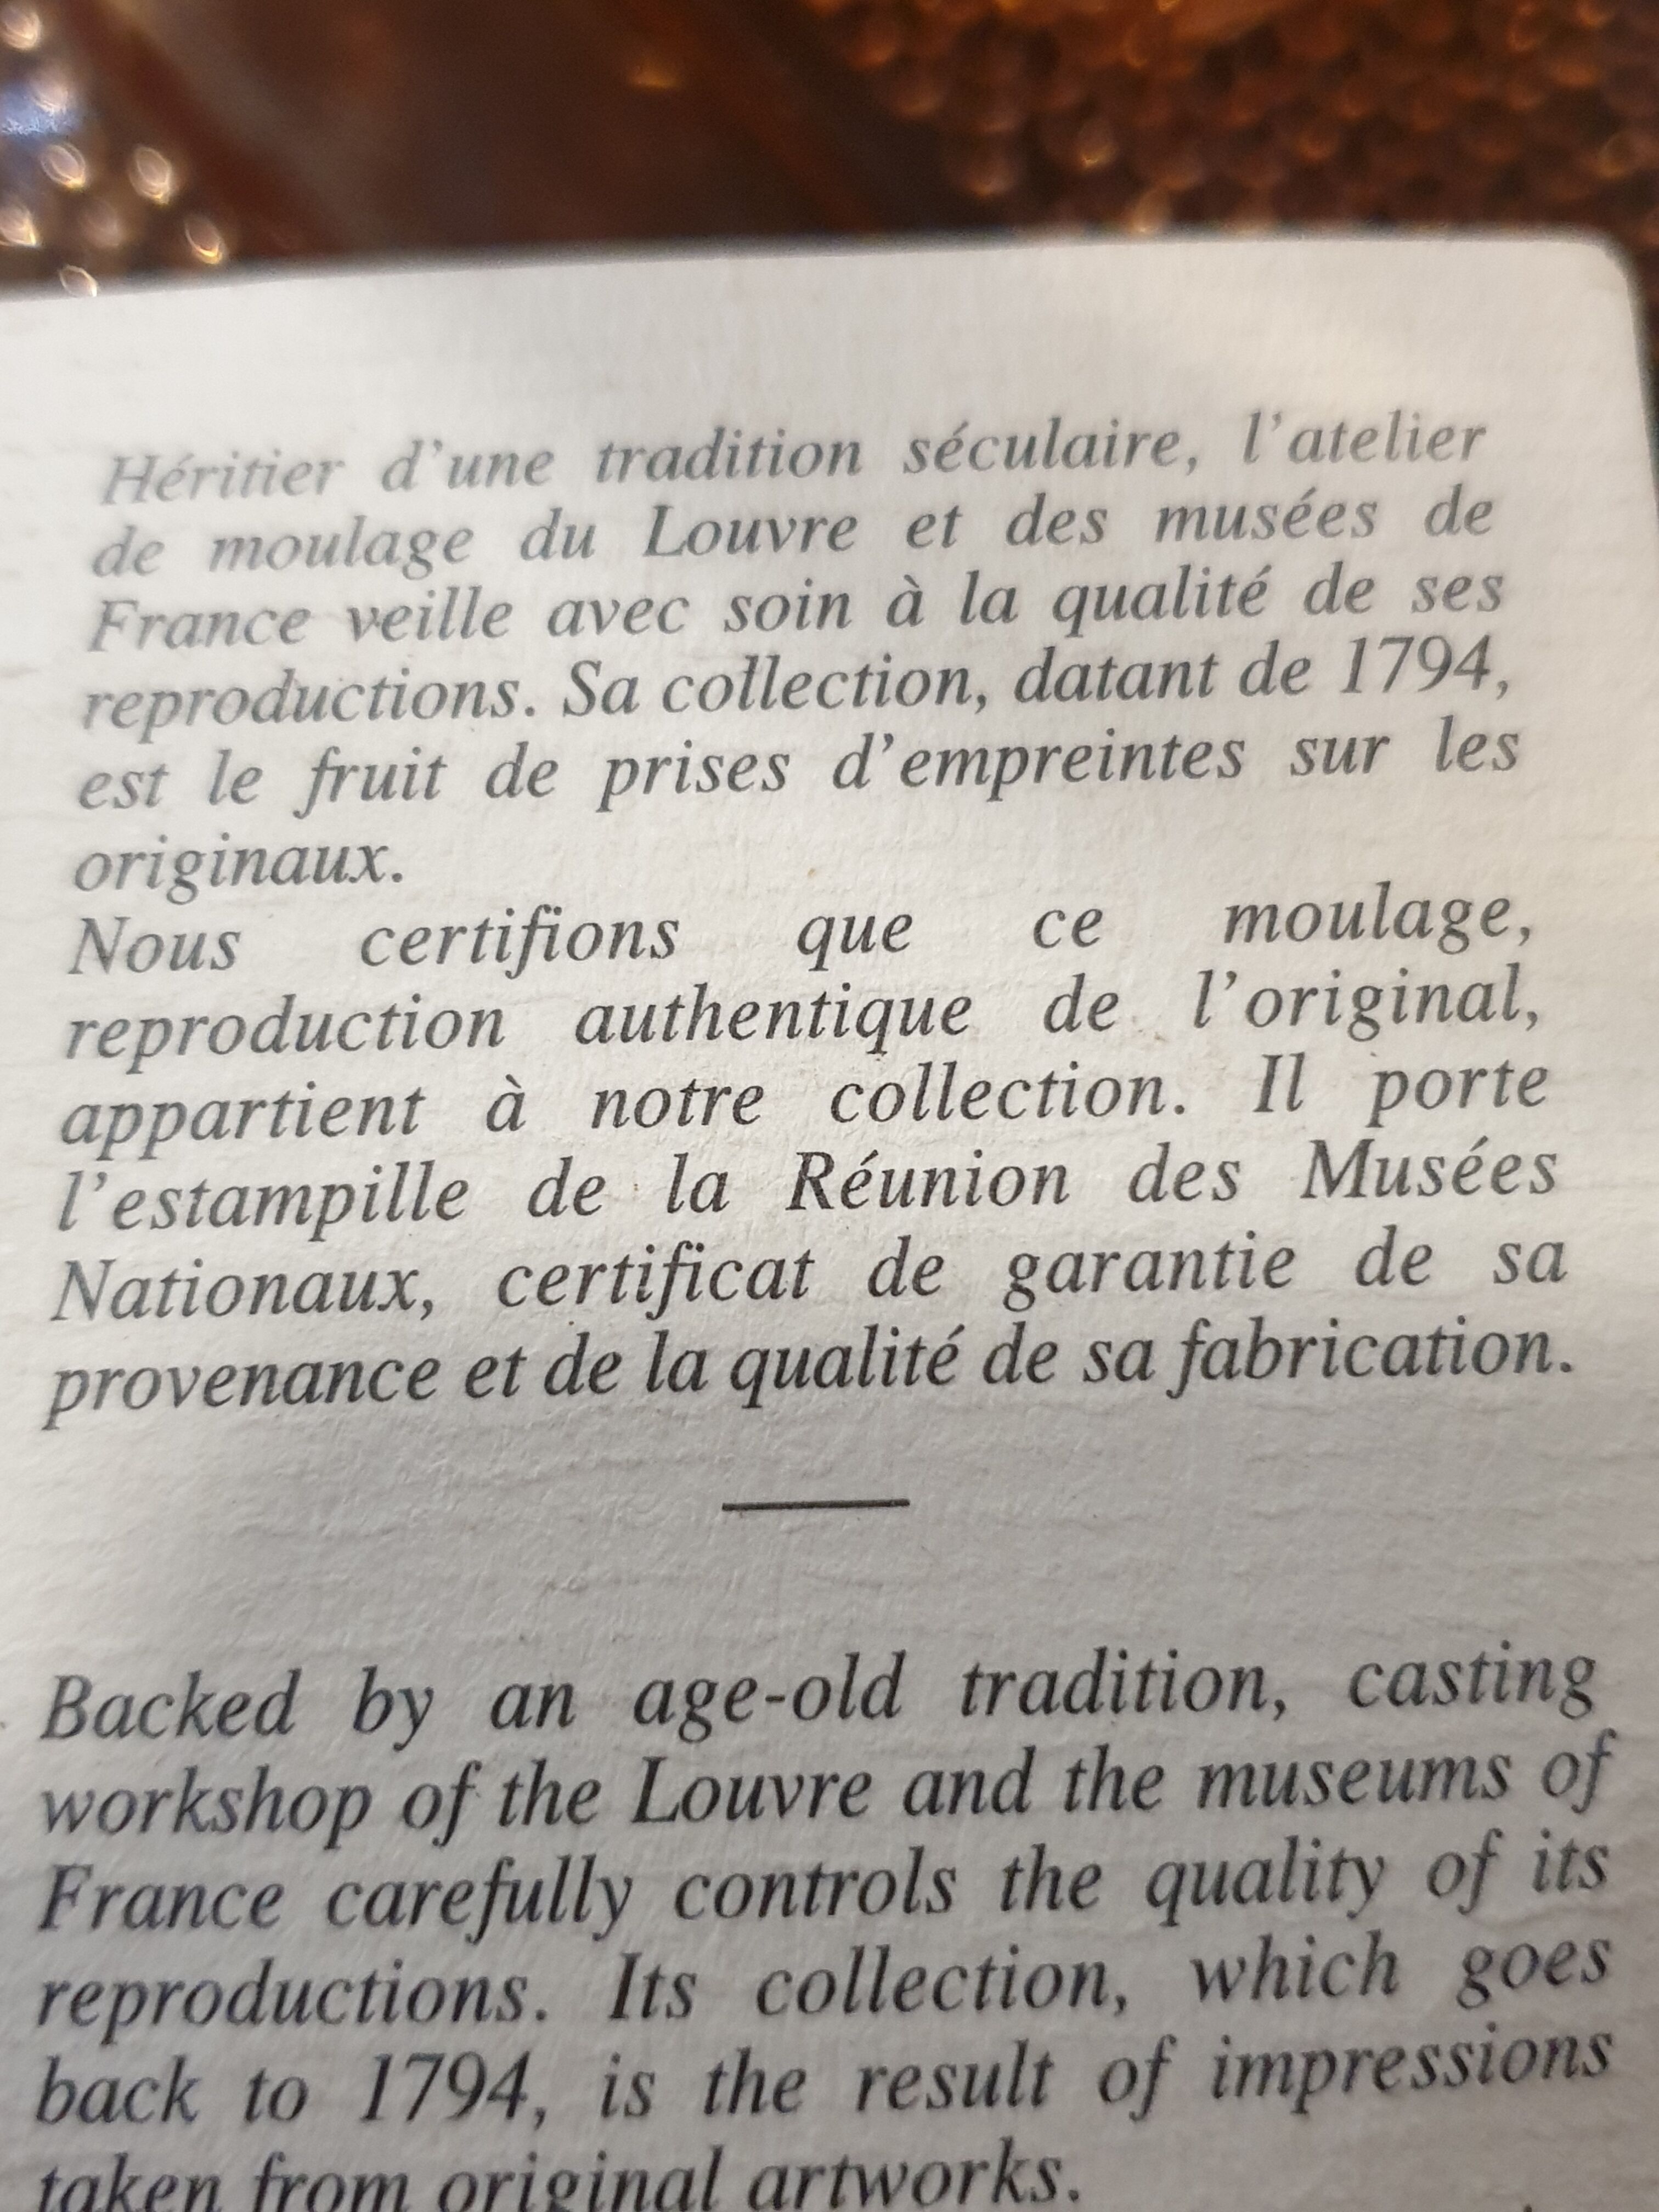 Héritier d'une tradition séculaire, l'atelier
de moulage du Louvre et des musées de
France veille avec soin à la qualité de ses
reproductions. Sa collection, datant de 1794,
est le fruit de prises d'empreintes sur les
originaux.
Nous certifions que ce moulage,
reproduction authentique de l'original,
appartient à notre collection. Il porte
l'estampille de la Réunion des Musées
Nationaux, certificat de garantie de sa
provenance et de la qualité de sa fabrication.
Backed by an age-old tradition, casting
workshop of the Louvre and the museums of
France carefully controls the quality of its
reproductions. Its collection, which goes
back to 1794, is the result of impressions
taken from original artworks.